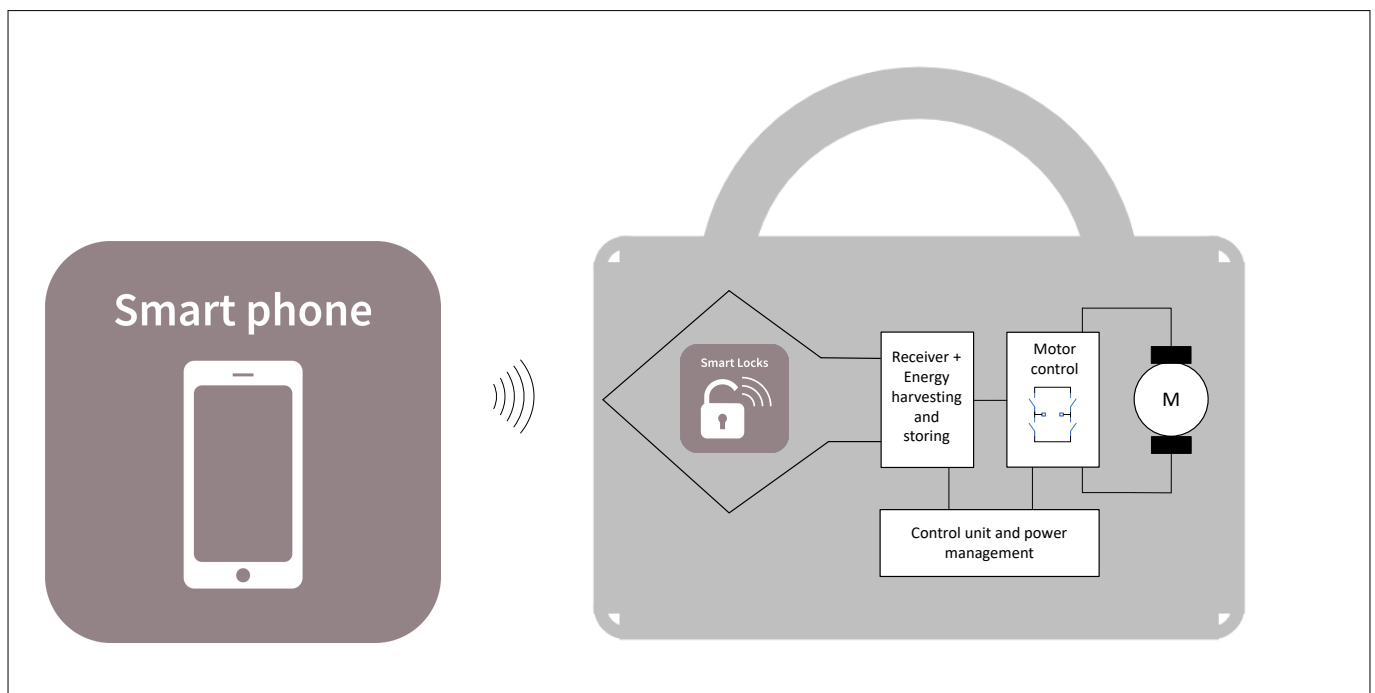 Smart phone
Smart Locks
Receiver +
Energy
harvesting
and
storing
Motor
control
M
Control unit and power
management